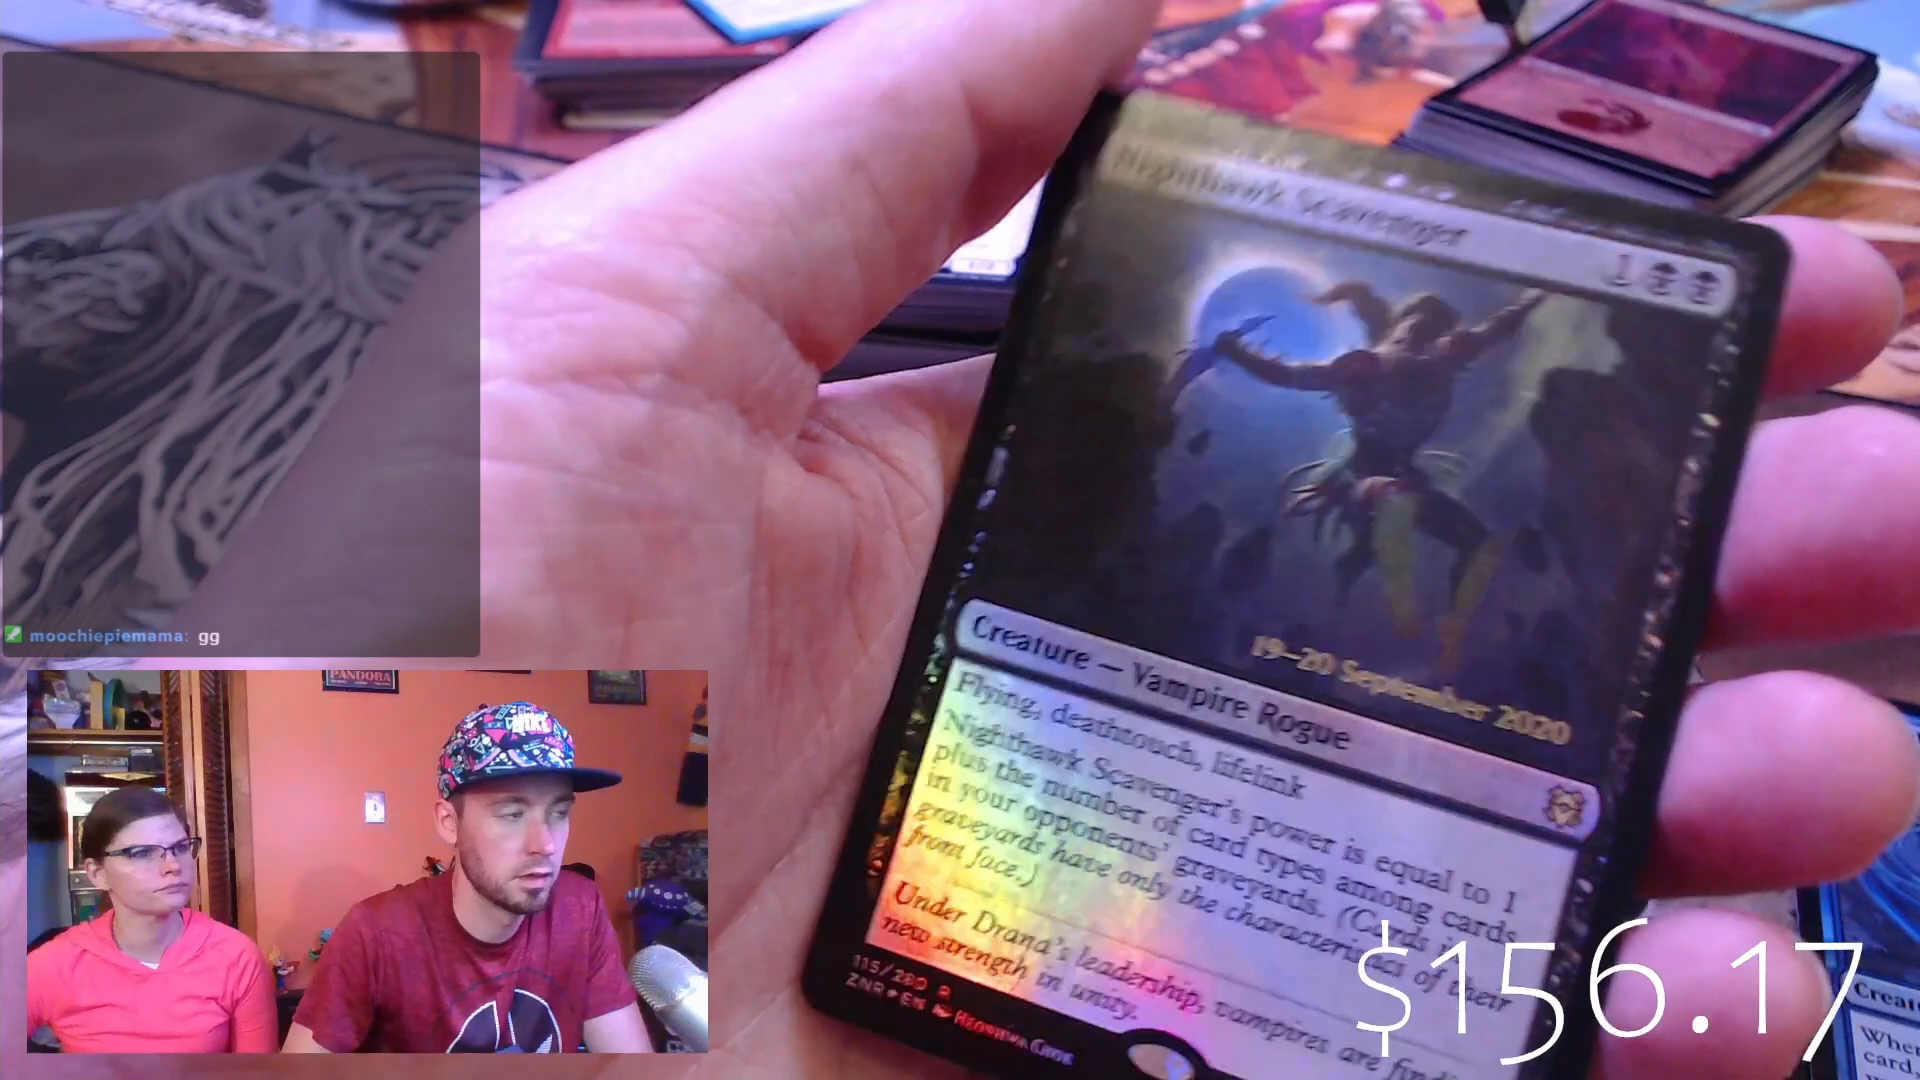 moochiepiemama: gg
PANDORA
Nighthawk Scavenger
1
19–20 September 2020
Creature — Vampire Rogue
Flying, deathtouch, lifelink
Nighthawk Scavenger's power is equal to 1
plus the number of card types among cards
in your opponents' graveyards. (Cards in
graveyards have only the characteristics of their
front face.)
Under Drana's leadership, vampires are
new strength in unity.
115/280 R
ZNR EN
$156.17
When
card,